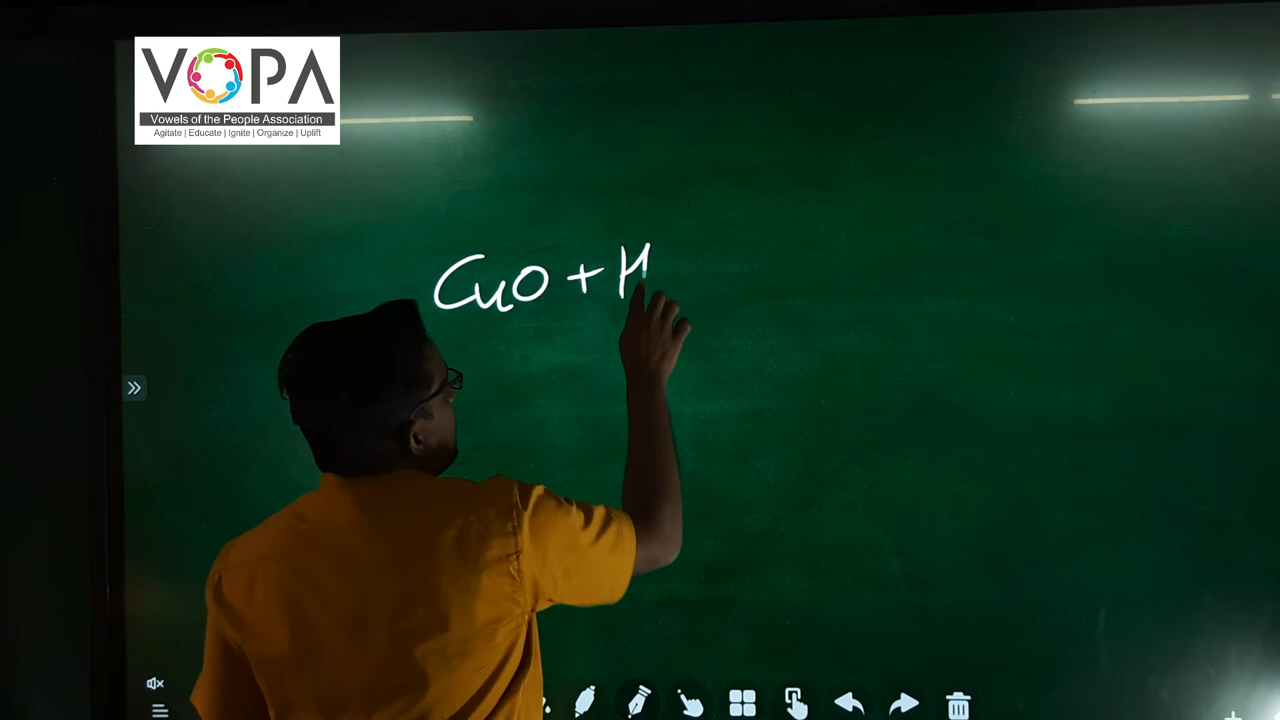 VOPA
Vowels of the People Association
Agitate | Educate | Ignite | Organize | Uplift
CuO + H